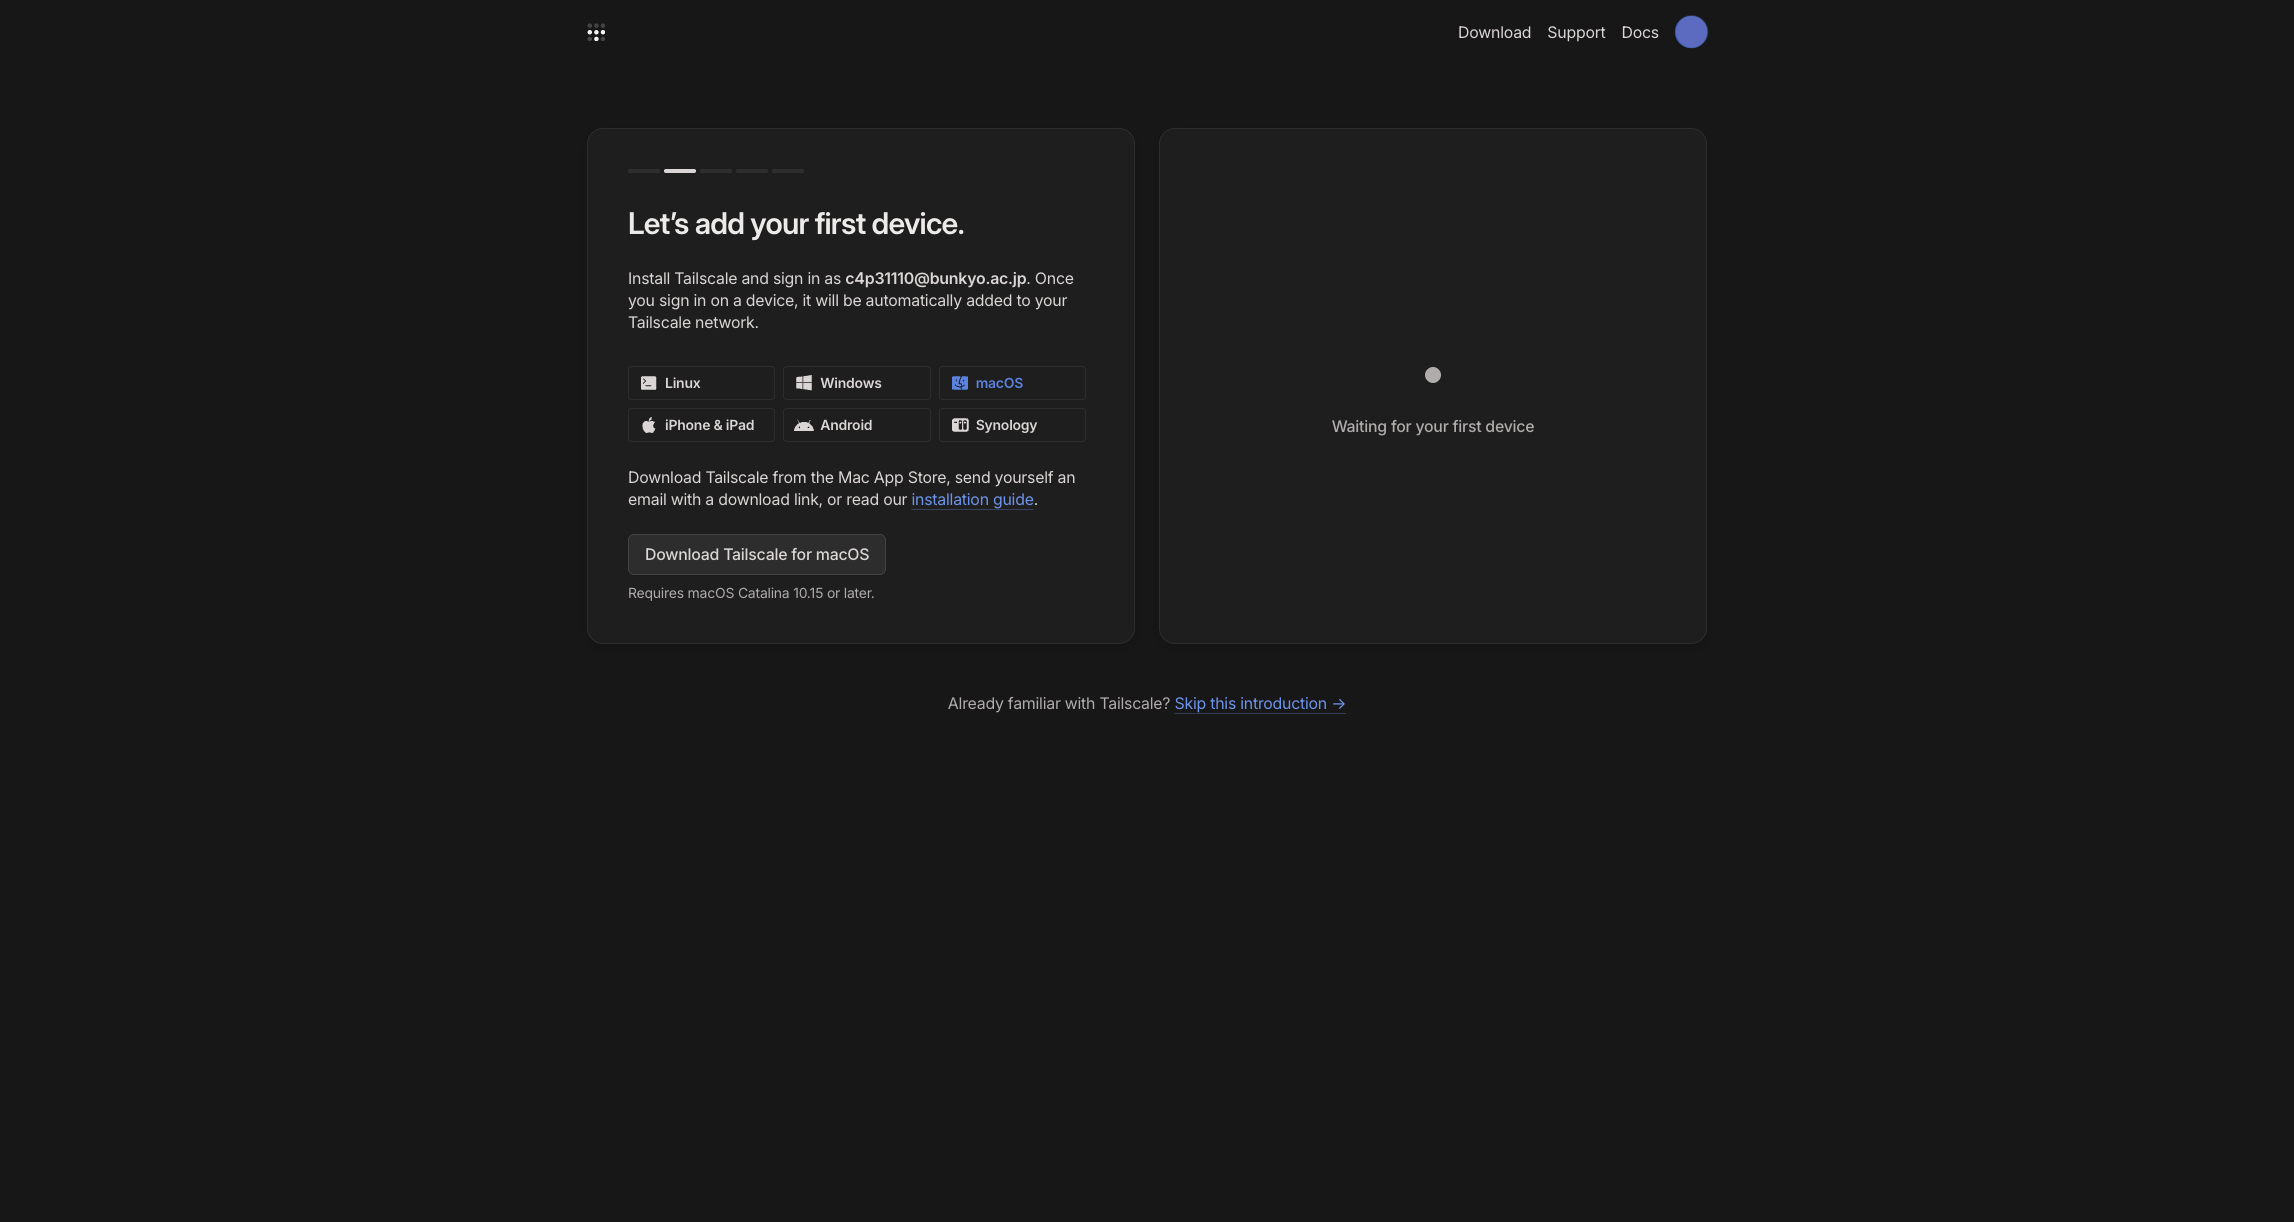 Download Support Docs
Let’s add your first device.
Install Tailscale and sign in as c4p31110@bunkyo.ac.jp. Once
you sign in on a device, it will be automatically added to your
Tailscale network.
Linux
Windows
macOS
iPhone & iPad
Android
Synology
Download Tailscale from the Mac App Store, send yourself an
email with a download link, or read our installation guide.
Download Tailscale for macOS
Requires macOS Catalina 10.15 or later.
Waiting for your first device
Already familiar with Tailscale? Skip this introduction →